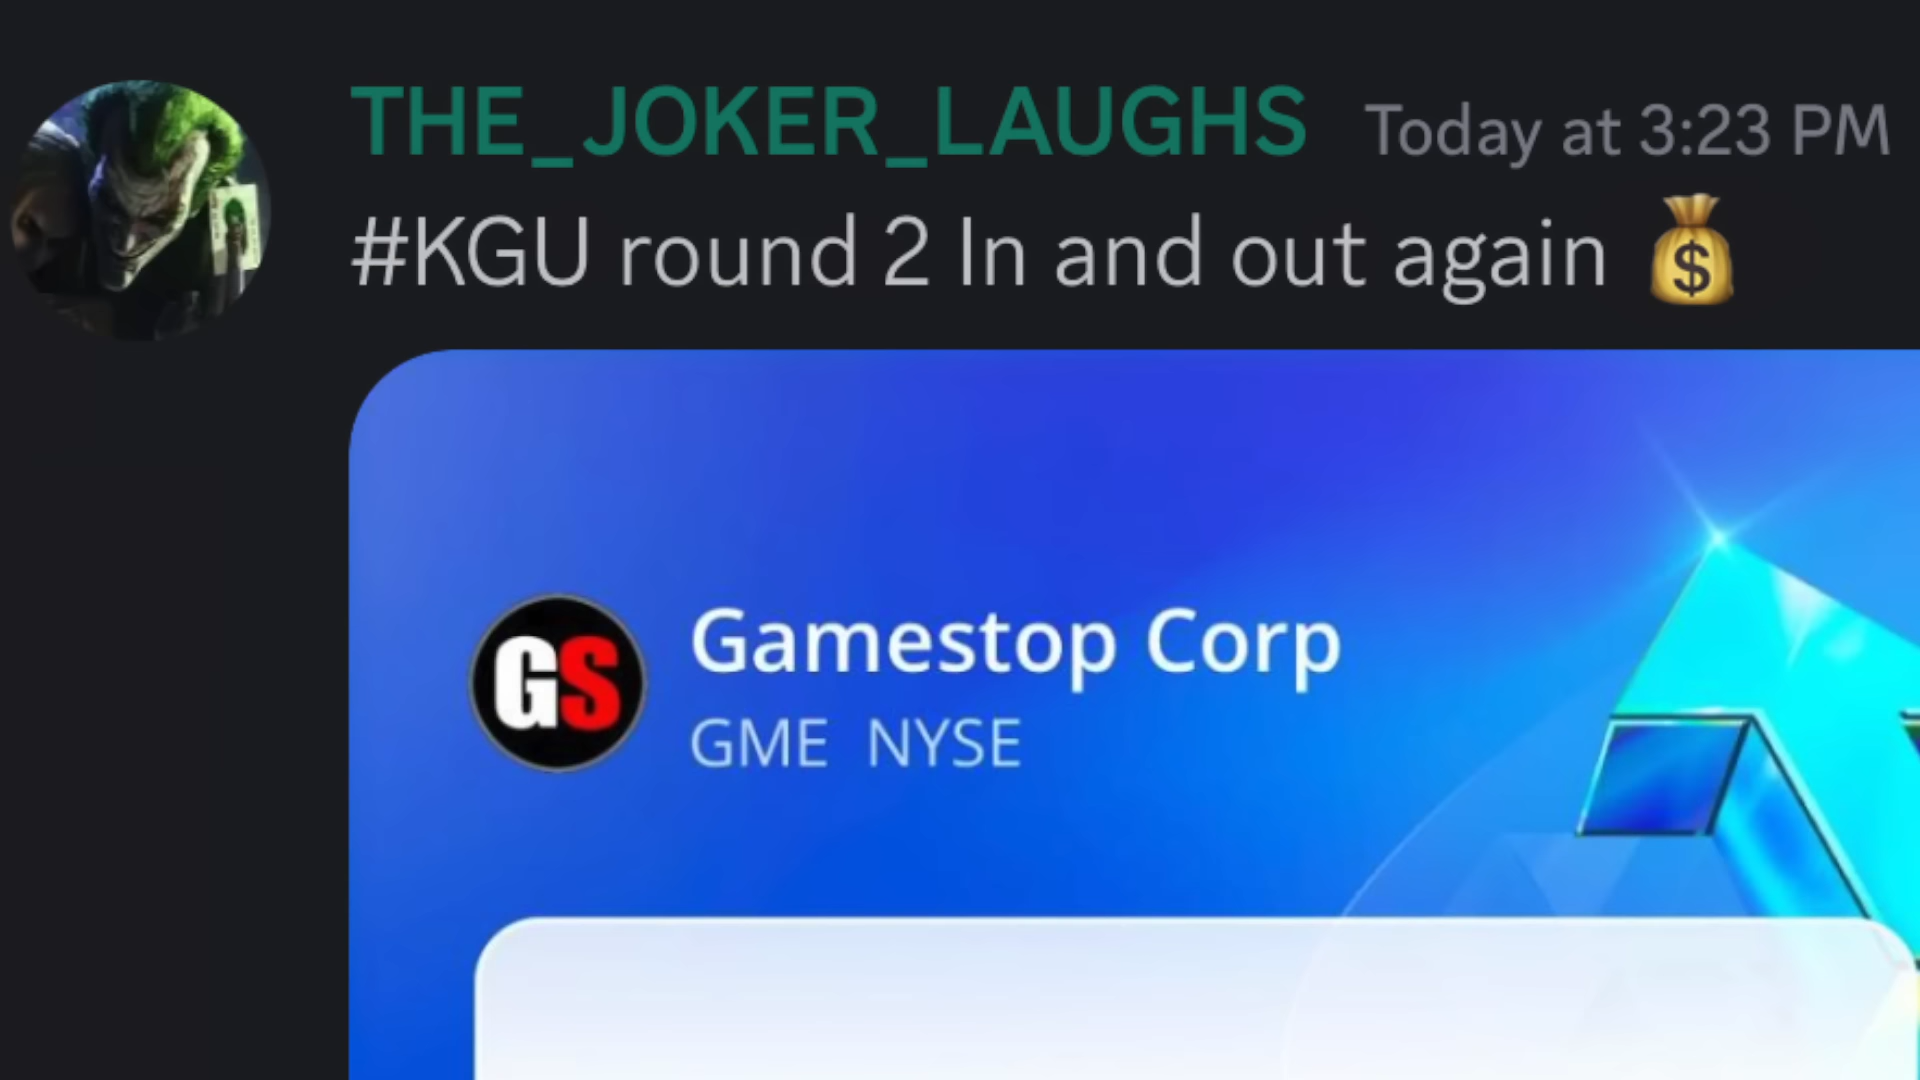 THE_JOKER_LAUGHS Today at 3:23 PM
#KGU round 2 In and out again 💰
GS
Gamestop Corp
GME NYSE